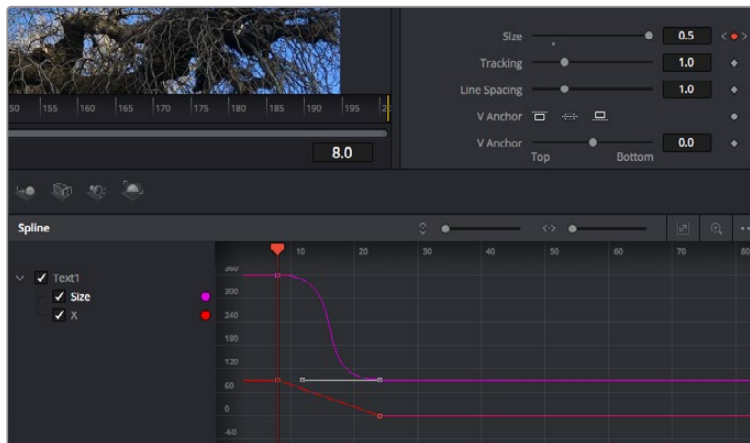 Size 0.5 < >
Tracking 1.0
Line Spacing 1.0
V Anchor
V Anchor 0.0
Top Bottom
50 155 160 165 170 175 180 185 190 195
8.0
Spline
10 20 30 40 50 60 70 80
Text1
Size
X
360
300
240
180
120
60
0
-60